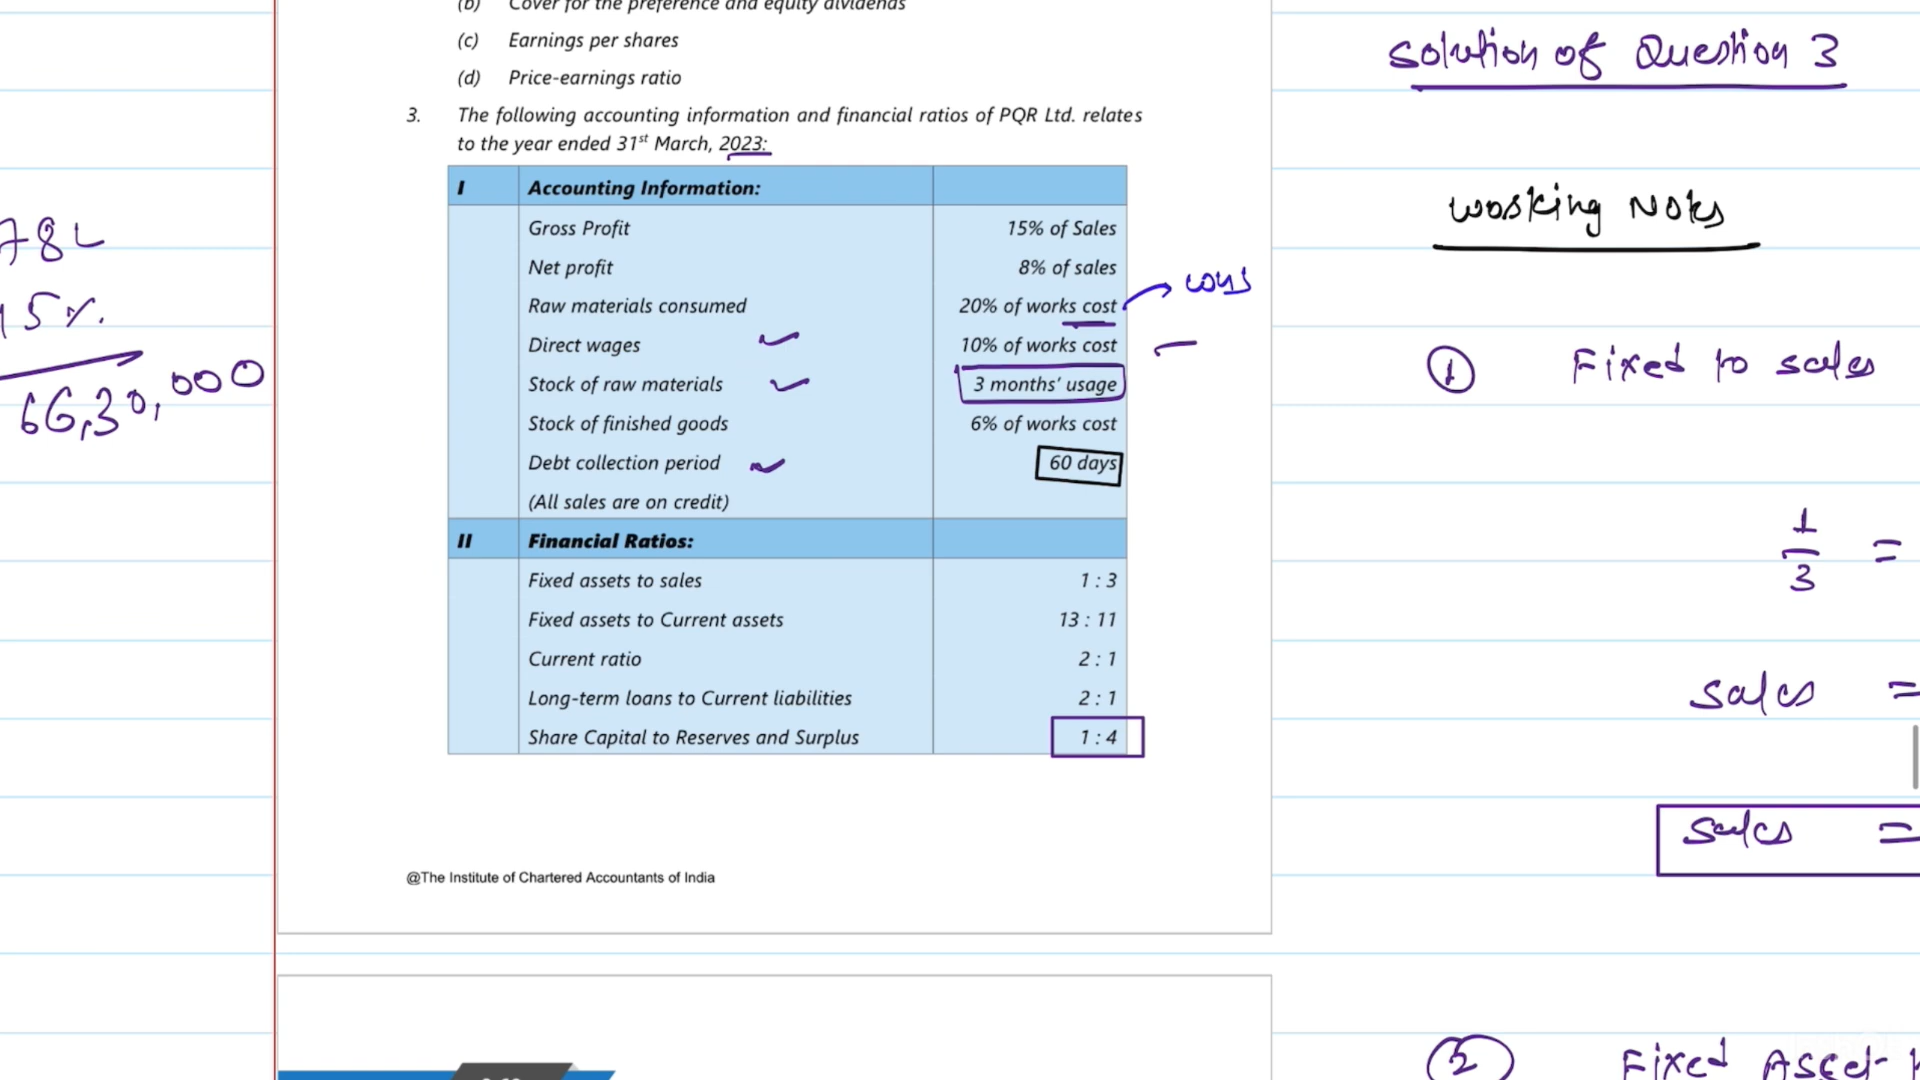 (b) Cover for the preference and equity dividends
(c) Earnings per shares
(d) Price-earnings ratio
3. The following accounting information and financial ratios of PQR Ltd. relates
to the year ended 31st March, 2023:
I Accounting Information:
Gross Profit 15% of Sales
Net profit 8% of sales
Raw materials consumed 20% of works cost
Direct wages 10% of works cost
Stock of raw materials 3 months' usage
Stock of finished goods 6% of works cost
Debt collection period 60 days
(All sales are on credit)
II Financial Ratios:
Fixed assets to sales 1 : 3
Fixed assets to Current assets 13 : 11
Current ratio 2 : 1
Long-term loans to Current liabilities 2 : 1
Share Capital to Reserves and Surplus 1 : 4
@The Institute of Chartered Accountants of India
78L
15%
66,30,000
Solution of Question 3
Working Notes
① Fixed to sales
1/3 =
Sales =
Sales =
② Fixed Asset